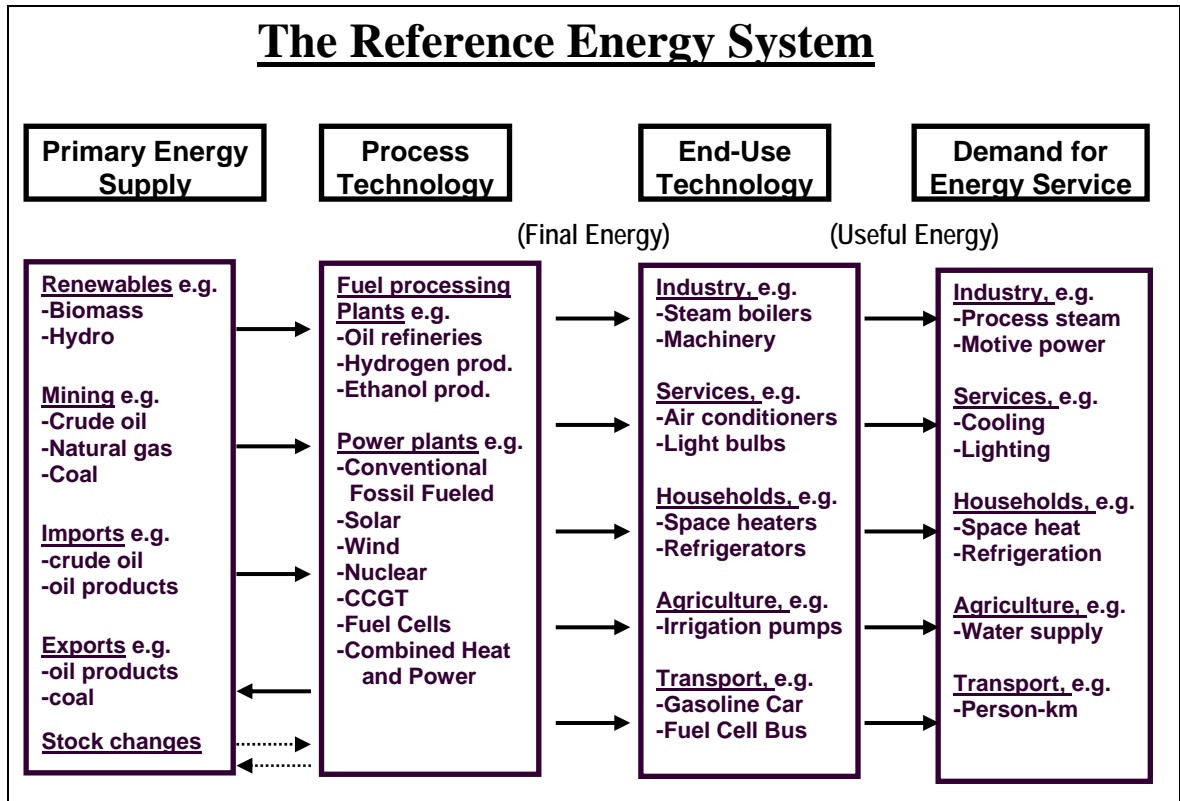 The Reference Energy System
Primary Energy
Supply
Process
Technology
End-Use
Technology
Demand for
Energy Service
(Final Energy)
(Useful Energy)
Renewables e.g.
-Biomass
-Hydro
Mining e.g.
-Crude oil
-Natural gas
-Coal
Imports e.g.
-crude oil
-oil products
Exports e.g.
-oil products
-coal
Stock changes
Fuel processing
Plants e.g.
-Oil refineries
-Hydrogen prod.
-Ethanol prod.
Power plants e.g.
-Conventional
Fossil Fueled
-Solar
-Wind
-Nuclear
-CCGT
-Fuel Cells
-Combined Heat
and Power
Industry, e.g.
-Steam boilers
-Machinery
Services, e.g.
-Air conditioners
-Light bulbs
Households, e.g.
-Space heaters
-Refrigerators
Agriculture, e.g.
-Irrigation pumps
Transport, e.g.
-Gasoline Car
-Fuel Cell Bus
Industry, e.g.
-Process steam
-Motive power
Services, e.g.
-Cooling
-Lighting
Households, e.g.
-Space heat
-Refrigeration
Agriculture, e.g.
-Water supply
Transport, e.g.
-Person-km